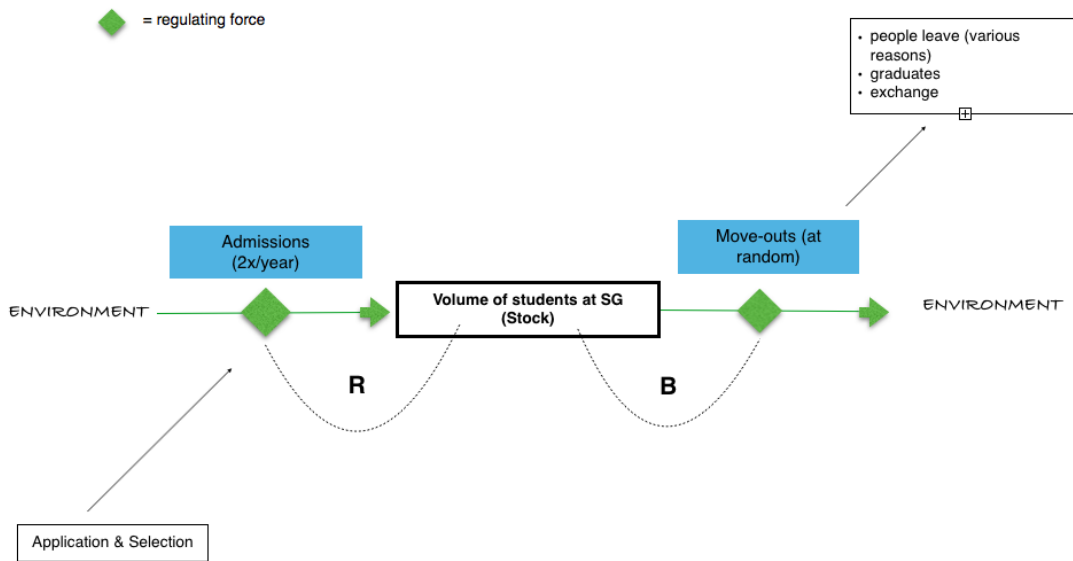 = regulating force
• people leave (various
reasons)
• graduates
• exchange
Admissions
(2x/year)
Move-outs (at
random)
ENVIRONMENT
Volume of students at SG
(Stock)
ENVIRONMENT
R
B
Application & Selection